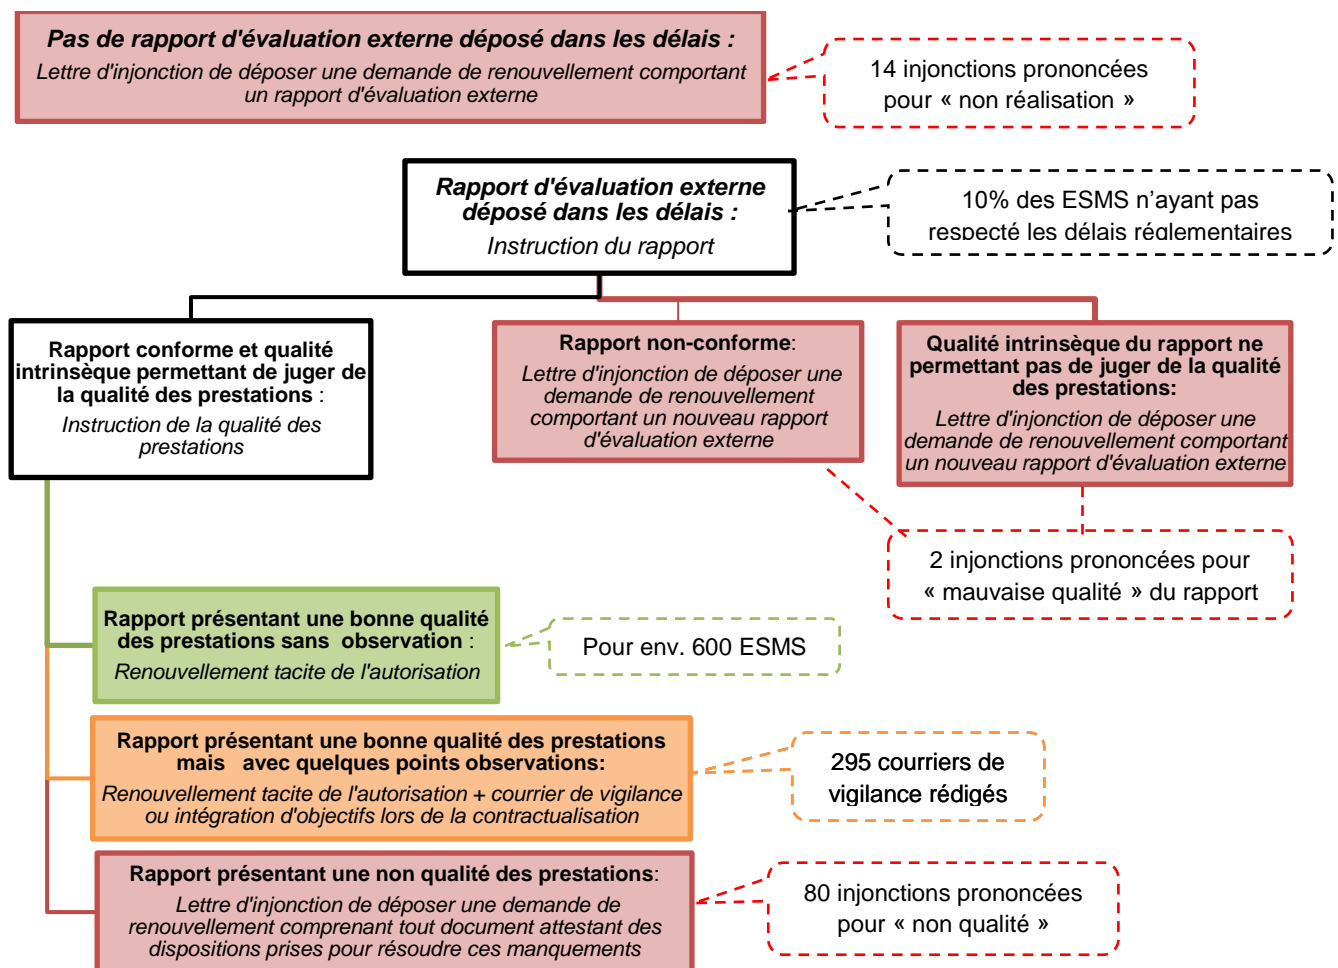 Pas de rapport d'évaluation externe déposé dans les délais :
Lettre d'injonction de déposer une demande de renouvellement comportant
un rapport d'évaluation externe
14 injonctions prononcées
pour « non réalisation »
Rapport d'évaluation externe
déposé dans les délais :
Instruction du rapport
10% des ESMS n'ayant pas
respecté les délais réglementaires
Rapport conforme et qualité
intrinsèque permettant de juger de
la qualité des prestations :
Instruction de la qualité des
prestations
Rapport non-conforme:
Lettre d'injonction de déposer une
demande de renouvellement
comportant un nouveau rapport
d'évaluation externe
Qualité intrinsèque du rapport ne
permettant pas de juger de la qualité
des prestations:
Lettre d'injonction de déposer une
demande de renouvellement comportant
un nouveau rapport d'évaluation externe
2 injonctions prononcées pour
« mauvaise qualité » du rapport
Rapport présentant une bonne qualité
des prestations sans observation :
Renouvellement tacite de l'autorisation
Pour env. 600 ESMS
Rapport présentant une bonne qualité des prestations
mais avec quelques points observations:
Renouvellement tacite de l'autorisation + courrier de vigilance
ou intégration d'objectifs lors de la contractualisation
295 courriers de
vigilance rédigés
Rapport présentant une non qualité des prestations:
Lettre d'injonction de déposer une demande de
renouvellement comprenant tout document attestant des
dispositions prises pour résoudre ces manquements
80 injonctions prononcées
pour « non qualité »